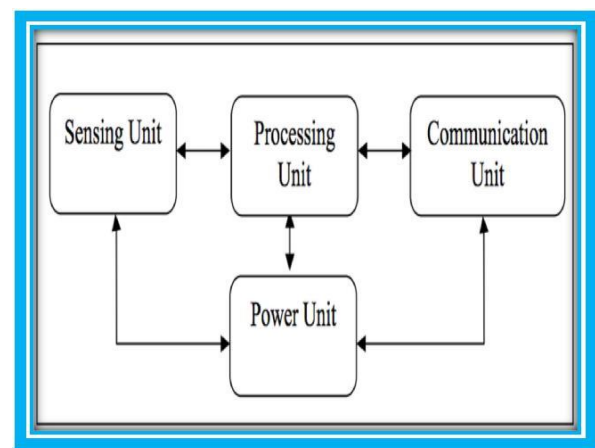 Sensing Unit
Processing
Unit
Communication
Unit
Power Unit